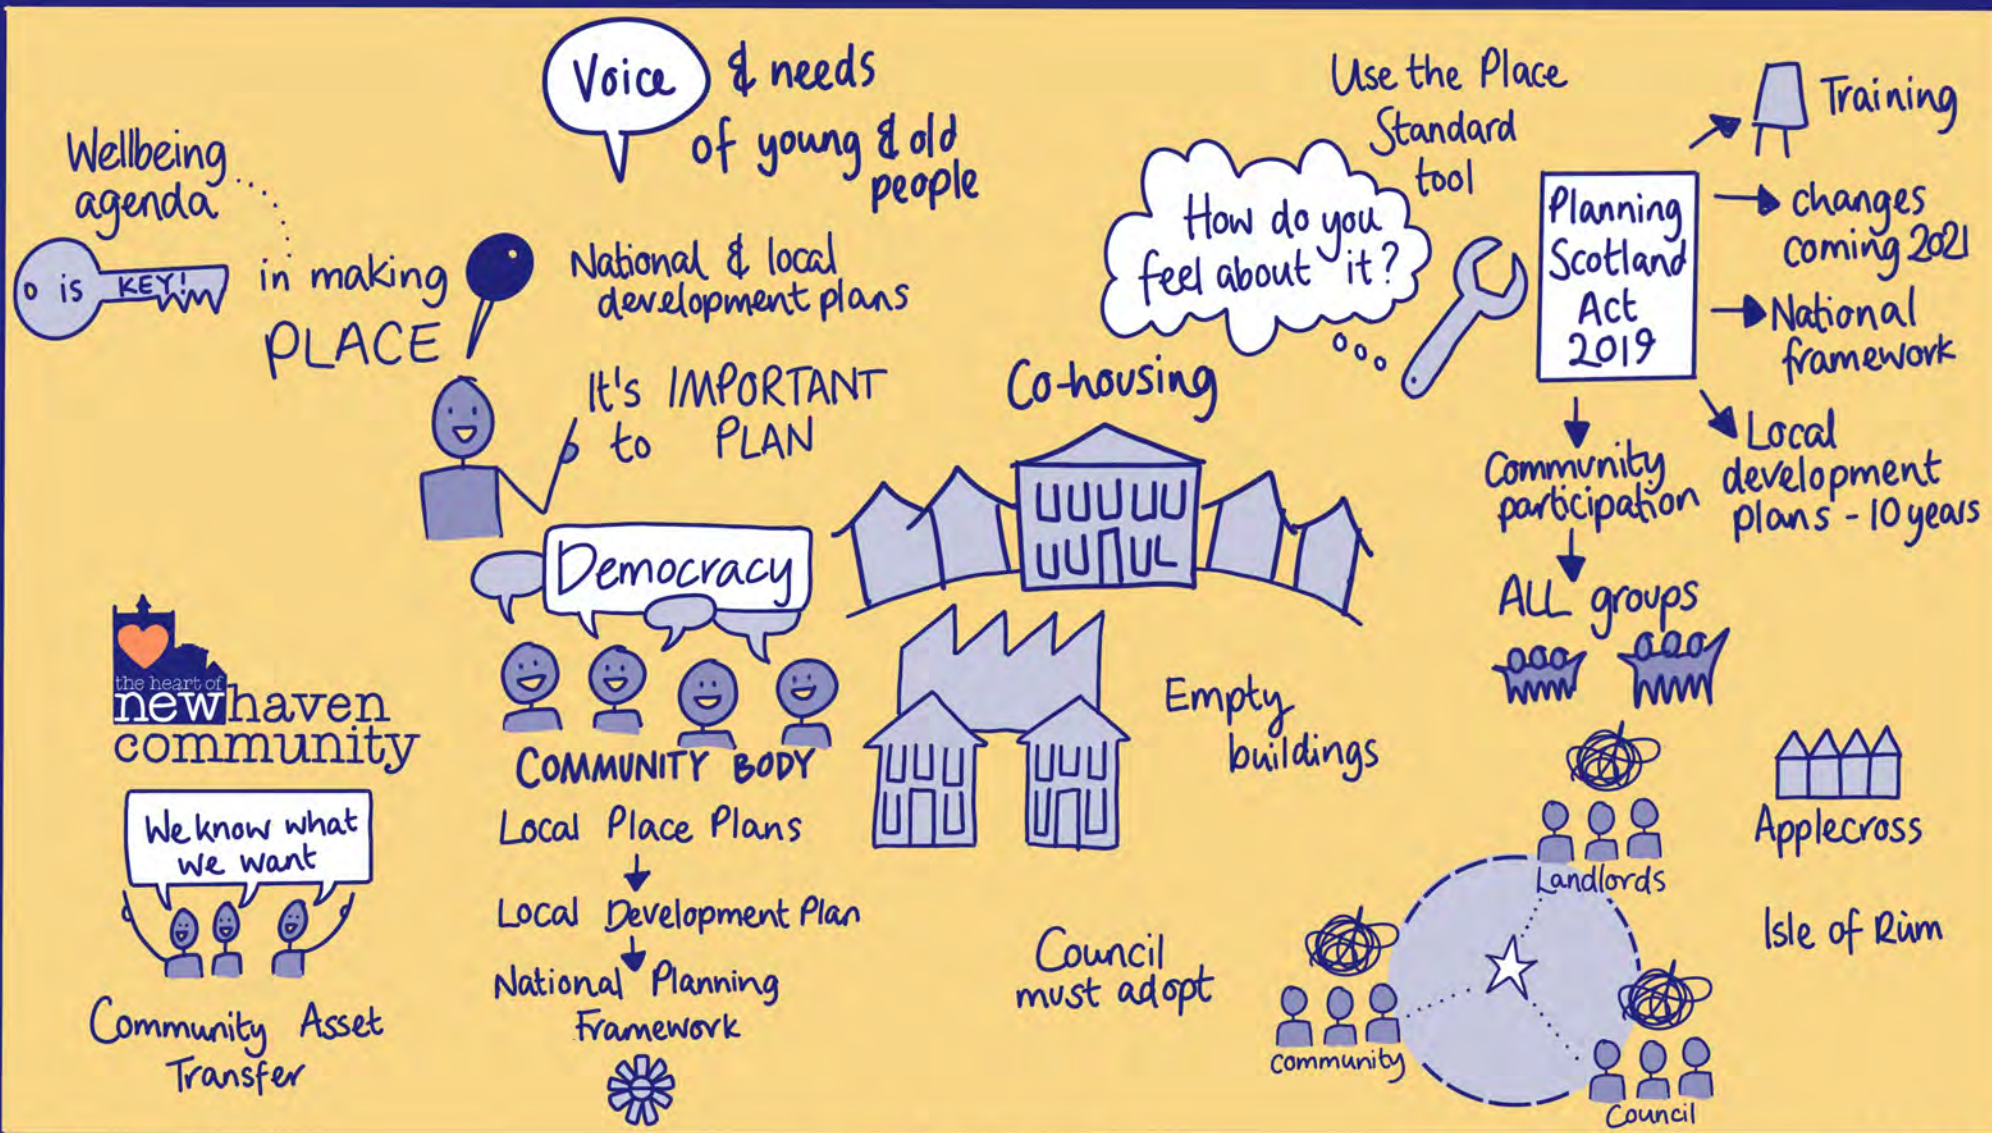 Wellbeing
agenda
is KEY!
in making
PLACE
Voice & needs
of young & old
people
National & local
development plans
It's IMPORTANT
to PLAN
Democracy
COMMUNITY BODY
Local Place Plans
Local Development Plan
National Planning
Framework
the heart of
newhaven
community
We know what
we want
Community Asset
Transfer
Co-housing
Empty
buildings
Use the Place
Standard
tool
How do you
feel about it?
Planning
Scotland
Act
2019
Training
changes
coming 2021
National
framework
Local
development
plans - 10 years
Community
participation
ALL groups
Council
must adopt
Landlords
Community
Council
Applecross
Isle of Rùm